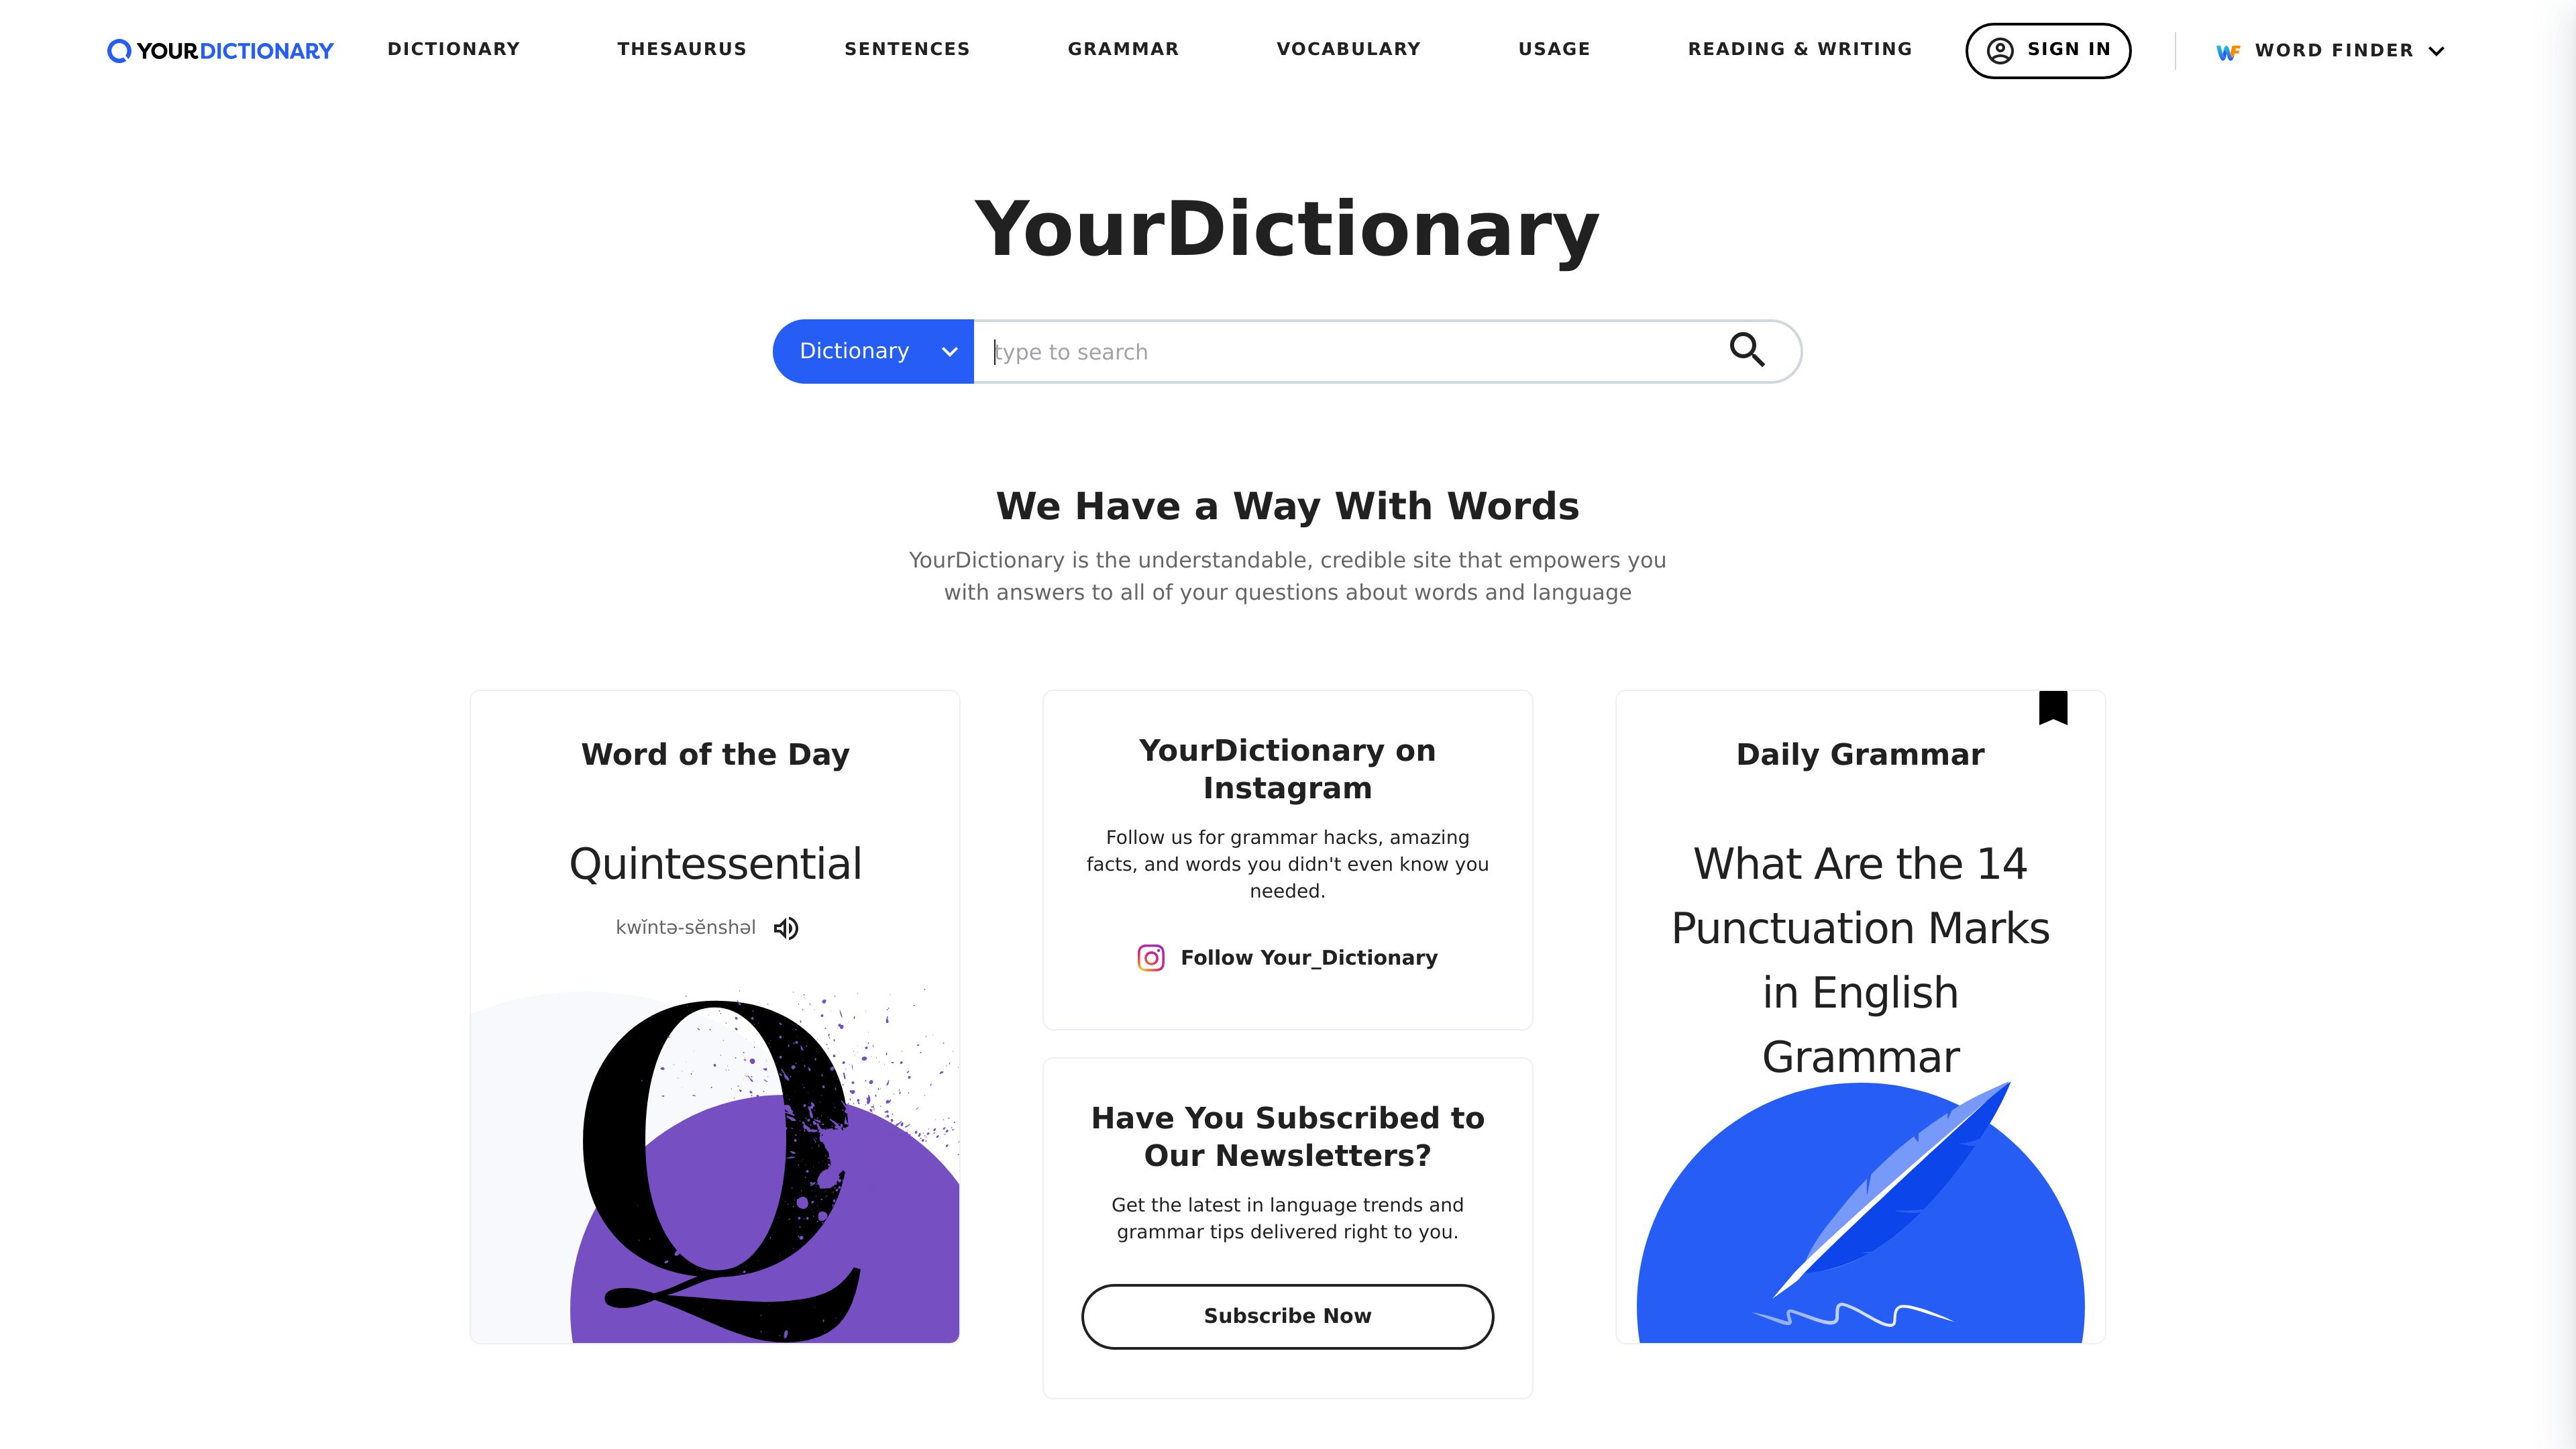 YOURDICTIONARY DICTIONARY THESAURUS SENTENCES GRAMMAR VOCABULARY USAGE READING & WRITING SIGN IN WF WORD FINDER
YourDictionary
Dictionary type to search
We Have a Way With Words
YourDictionary is the understandable, credible site that empowers you
with answers to all of your questions about words and language
Word of the Day
Quintessential
kwĭntə-sĕnshəl
Q
YourDictionary on
Instagram
Follow us for grammar hacks, amazing
facts, and words you didn't even know you
needed.
Follow Your_Dictionary
Have You Subscribed to
Our Newsletters?
Get the latest in language trends and
grammar tips delivered right to you.
Subscribe Now
Daily Grammar
What Are the 14
Punctuation Marks
in English
Grammar